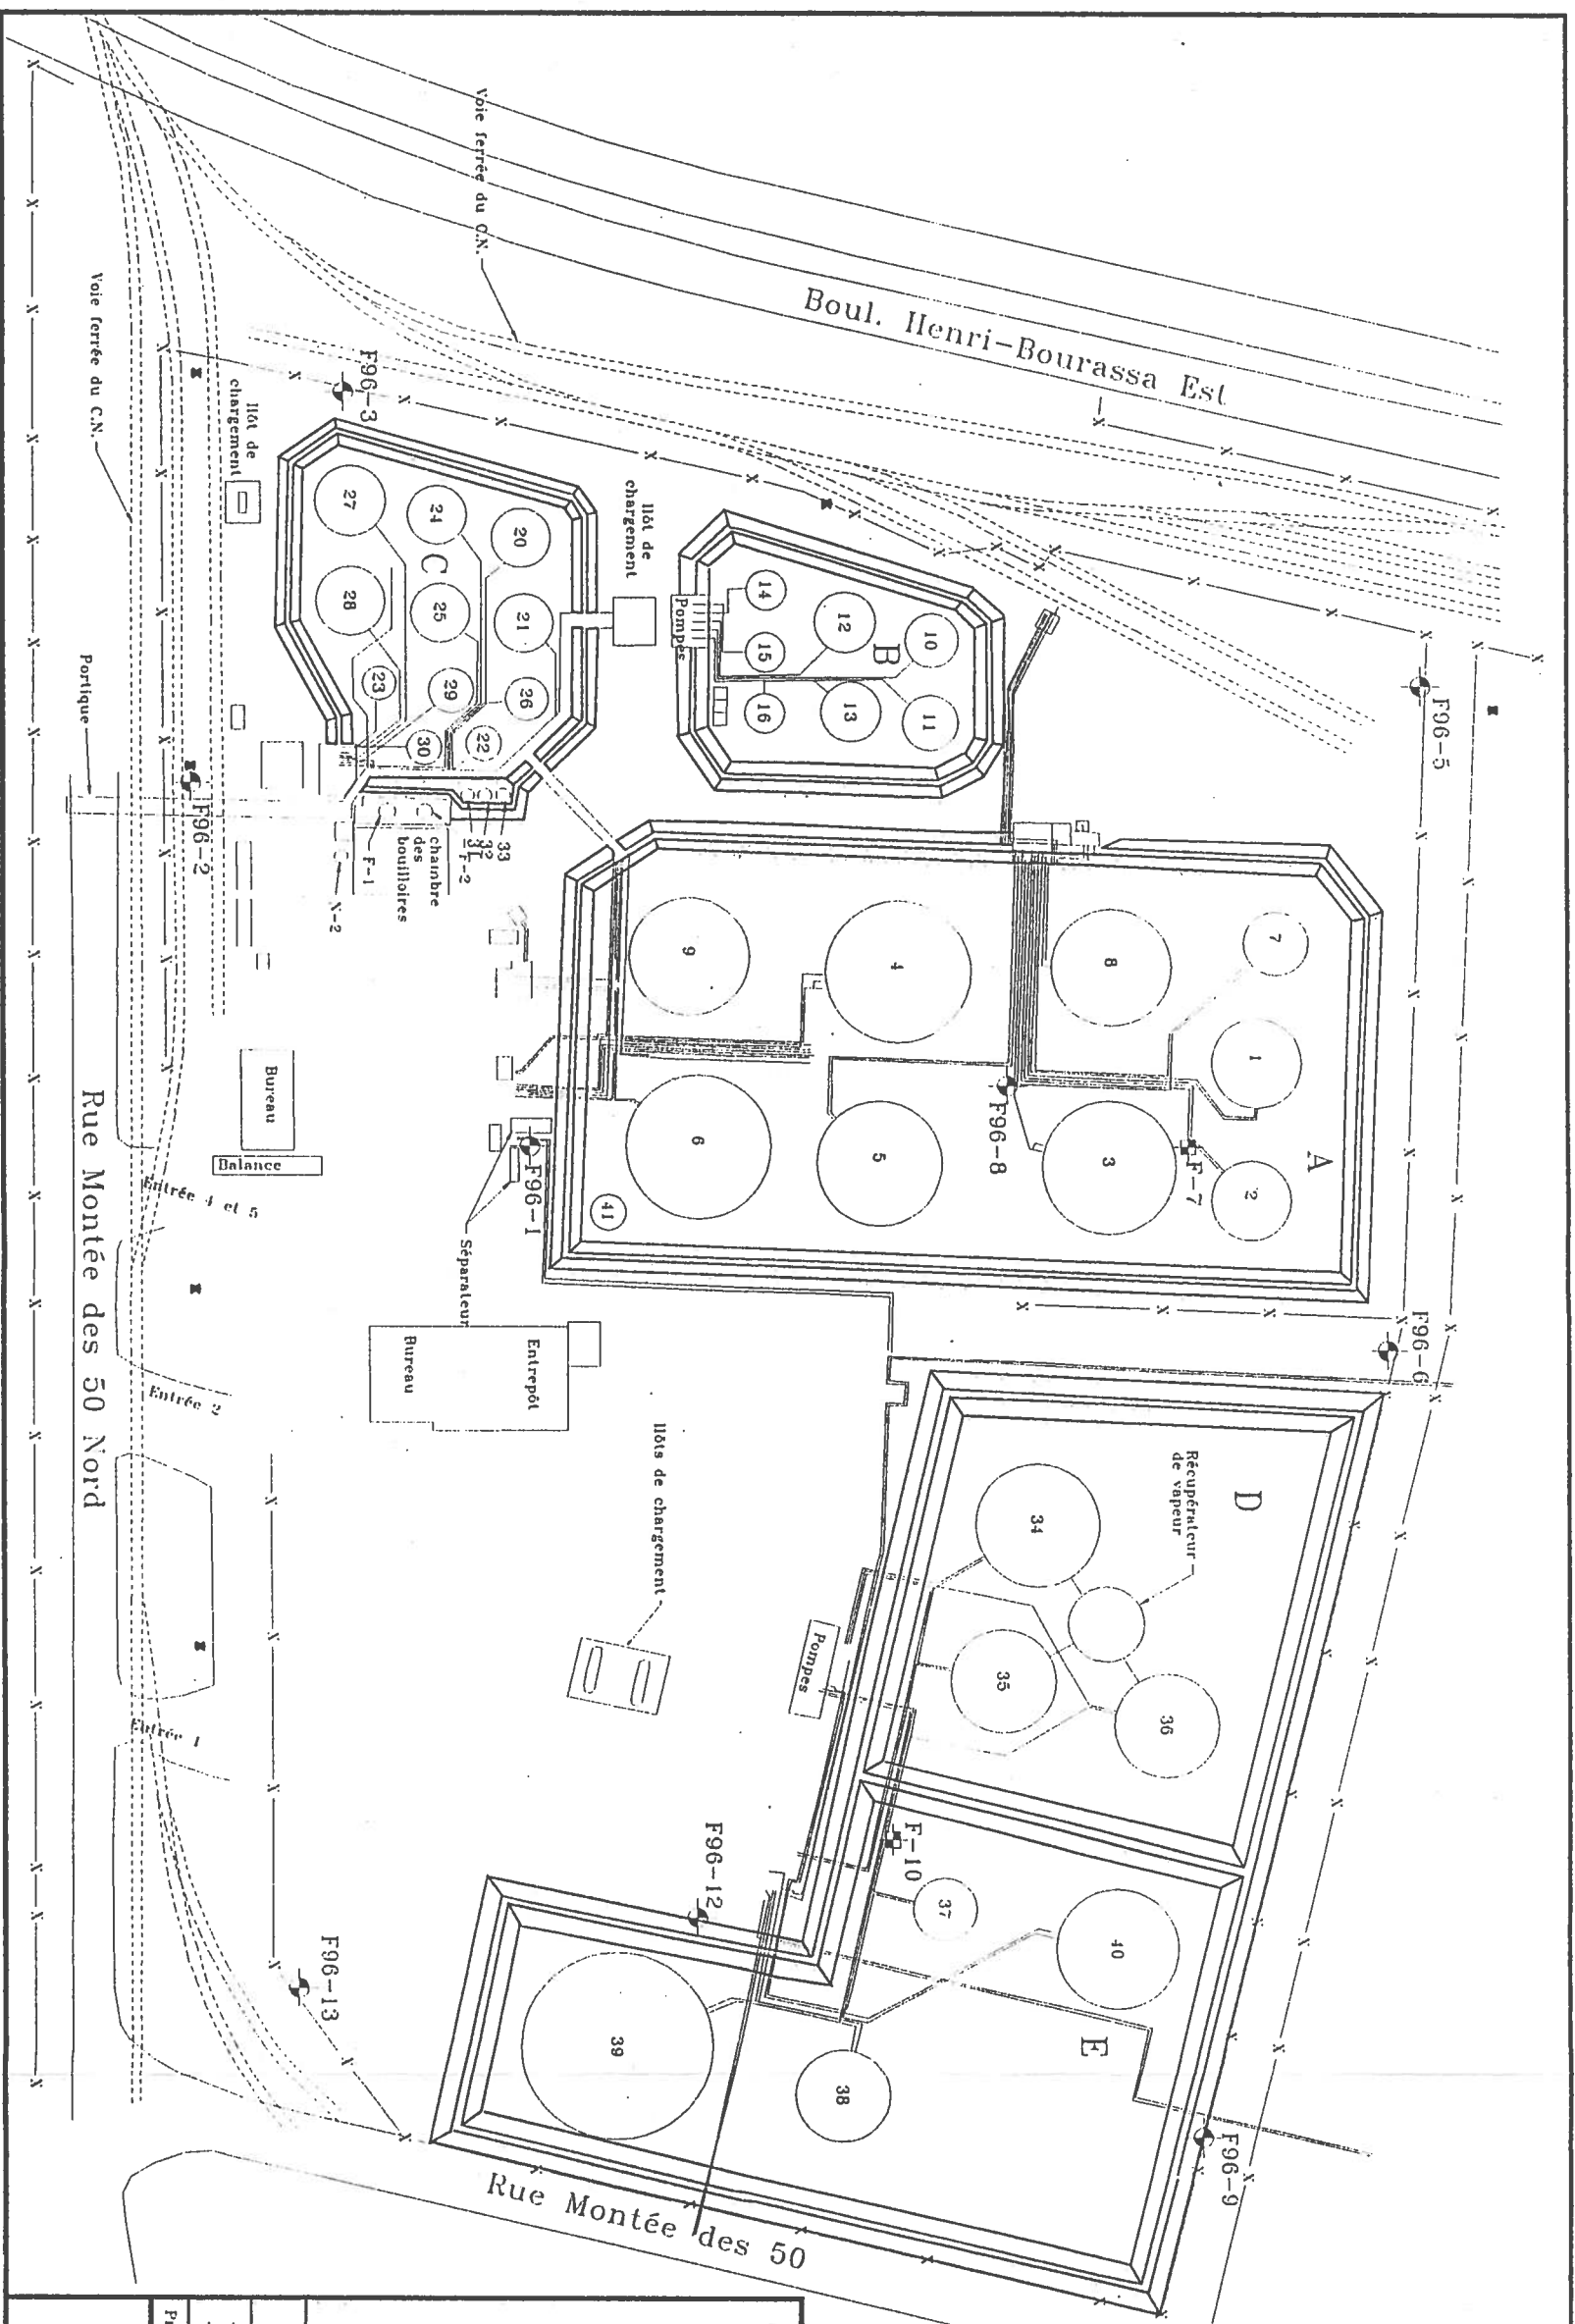 Boul. Henri-Bourassa Est
Voie ferrée du C.N.
Voie ferrée du C.N.
F96-3
Ilôt de
chargement
27
24
20
C
28
25
21
23
29
26
30
22
33
32
31
F-2
chambre
des
bouilloires
F-1
V-2
Portique
F96-2
Ilôt de
chargement
Pompes
14
12
10
B
15
16
13
11
F96-5
7
8
4
9
1
2
3
5
6
41
A
F-7
F96-8
F96-1
F96-6
Séparateur
Bureau
Balance
Entrée 4 et 5
Entrée 2
Entrée 1
Rue Montée des 50 Nord
Entrepôt
Bureau
Ilôts de chargement
Pompes
D
Récupérateur
de vapeur
34
35
36
F-10
37
40
E
38
39
F96-12
F96-13
F96-9
Rue Montée des 50